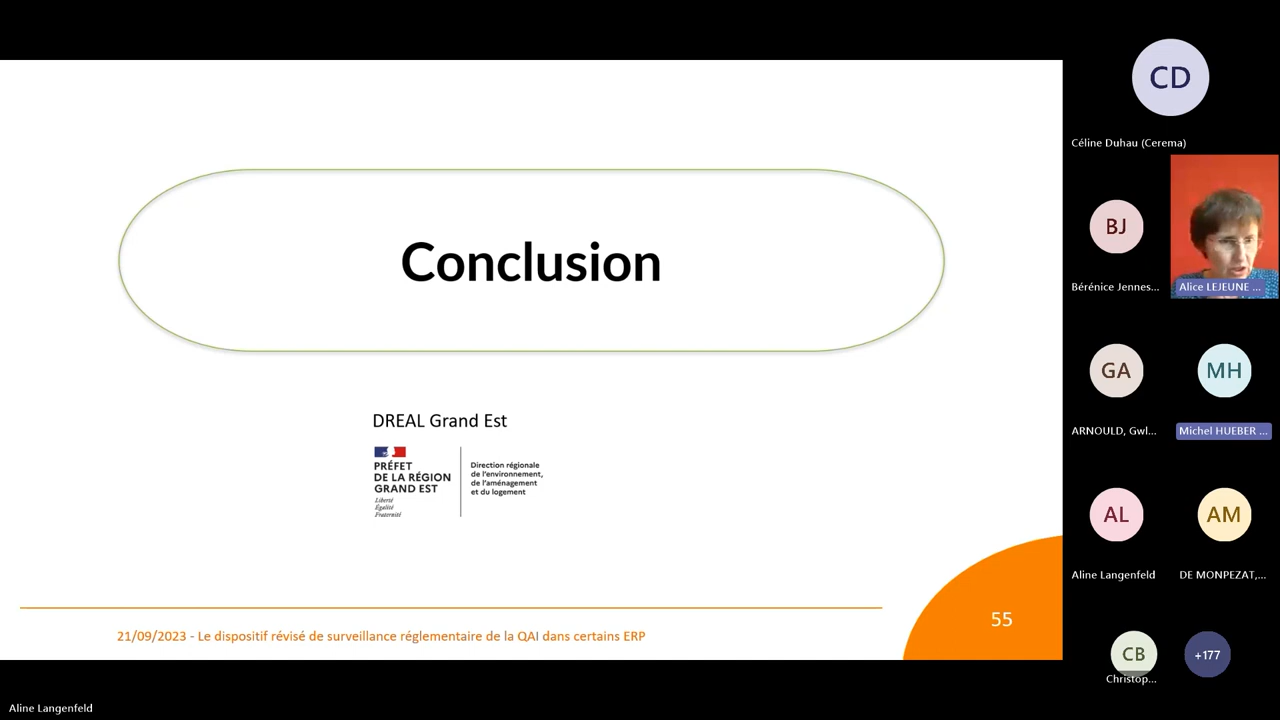 Conclusion
DREAL Grand Est
PRÉFET
DE LA RÉGION
GRAND EST
Liberté
Égalité
Fraternité
Direction régionale
de l'environnement,
de l'aménagement
et du logement
55
21/09/2023 - Le dispositif révisé de surveillance réglementaire de la QAI dans certains ERP
Aline Langenfeld
CD
Céline Duhau (Cerema)
BJ
Bérénice Jennes...
Alice LEJEUNE ...
GA
ARNOULD, Gwl...
MH
Michel HUEBER ...
AL
Aline Langenfeld
AM
DE MONPEZAT,...
CB
Christop...
+177